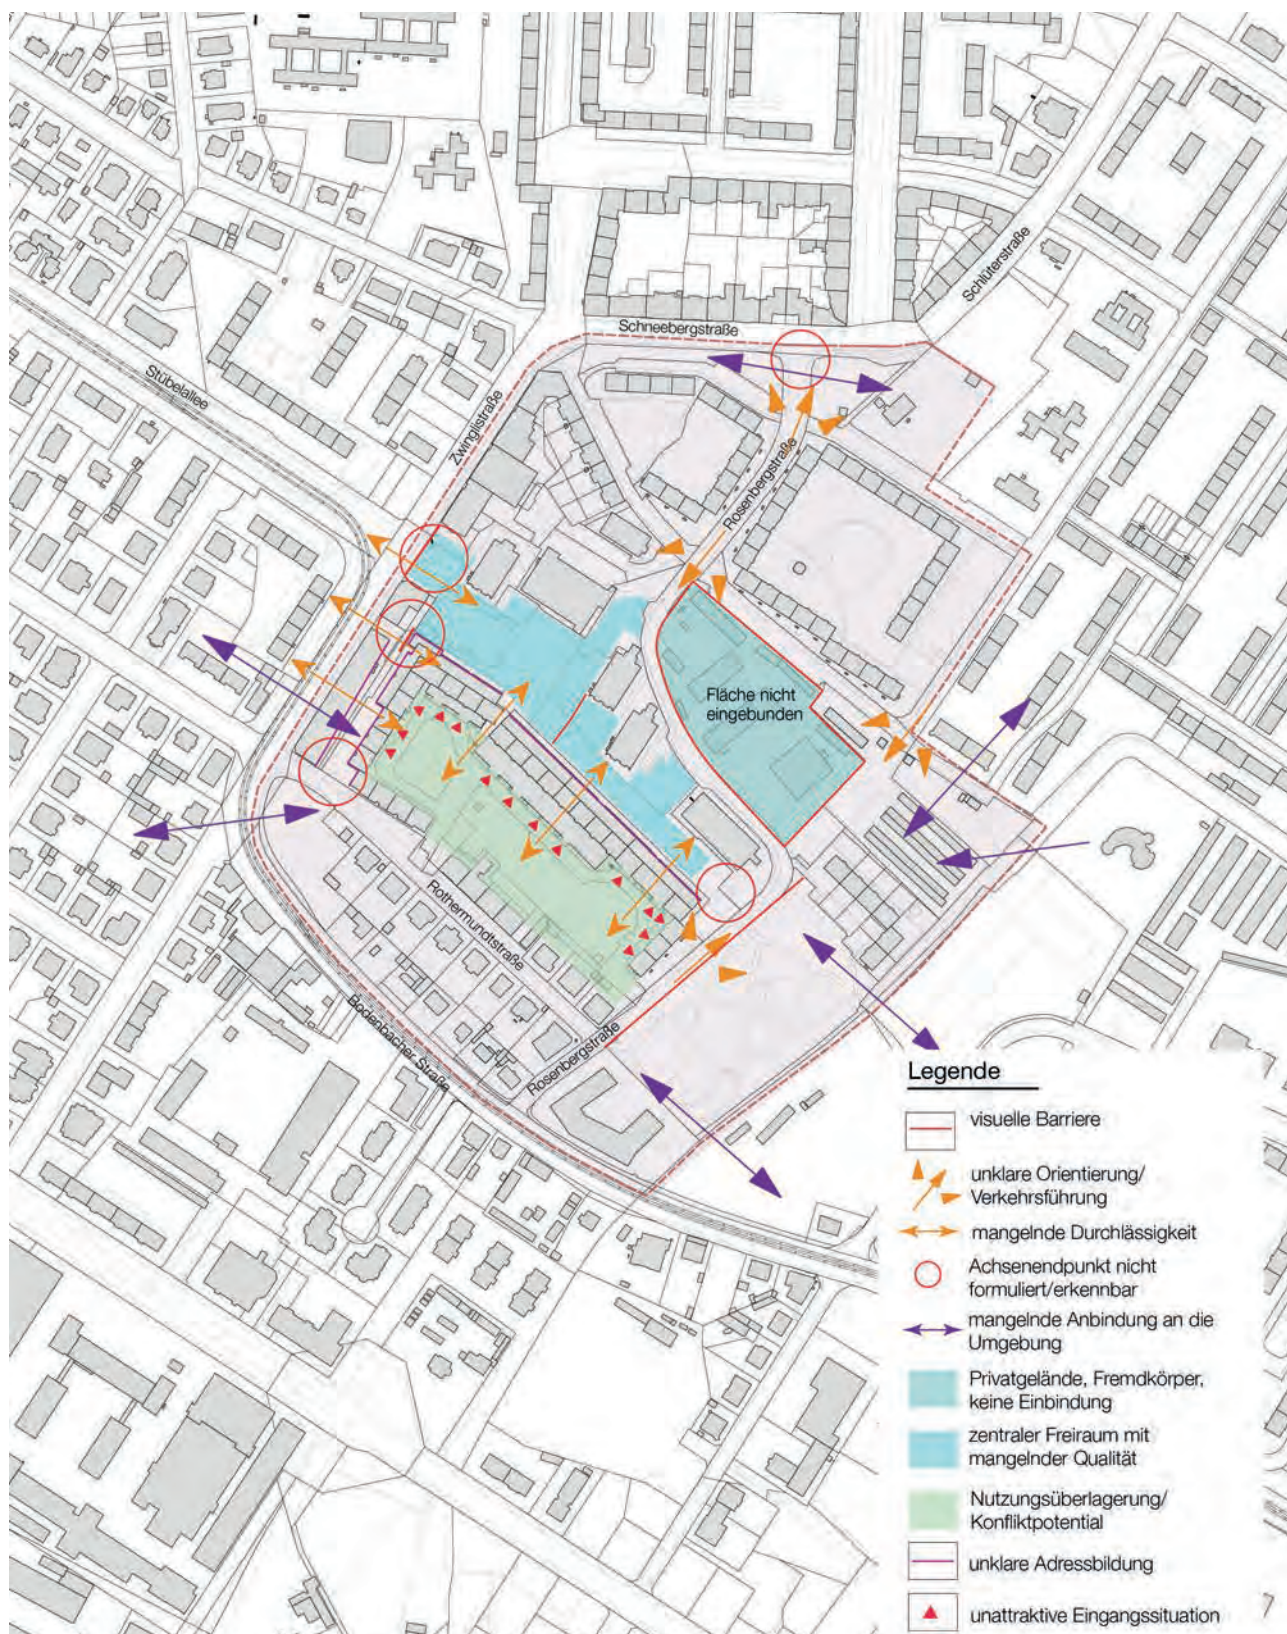 Schlüterstraße
Schneebergstraße
Stübelallee
Zwinglistraße
Rosenbergstraße
Fläche nicht
eingebunden
Rothermundtstraße
Bodenbacher Straße
Rosenbergstraße
Legende
visuelle Barriere
unklare Orientierung/
Verkehrsführung
mangelnde Durchlässigkeit
Achsenendpunkt nicht
formuliert/erkennbar
mangelnde Anbindung an die
Umgebung
Privatgelände, Fremdkörper,
keine Einbindung
zentraler Freiraum mit
mangelnder Qualität
Nutzungsüberlagerung/
Konfliktpotential
unklare Adressbildung
unattraktive Eingangssituation